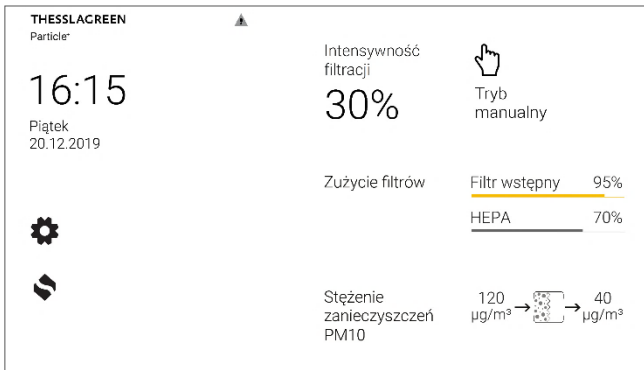 THESSLAGREEN
Particle+
16:15
Piątek
20.12.2019
Intensywność
filtracji
30%
Tryb
manualny
Zużycie filtrów
Filtr wstępny 95%
HEPA 70%
Stężenie
zanieczyszczeń
PM10
120
µg/m³
40
µg/m³